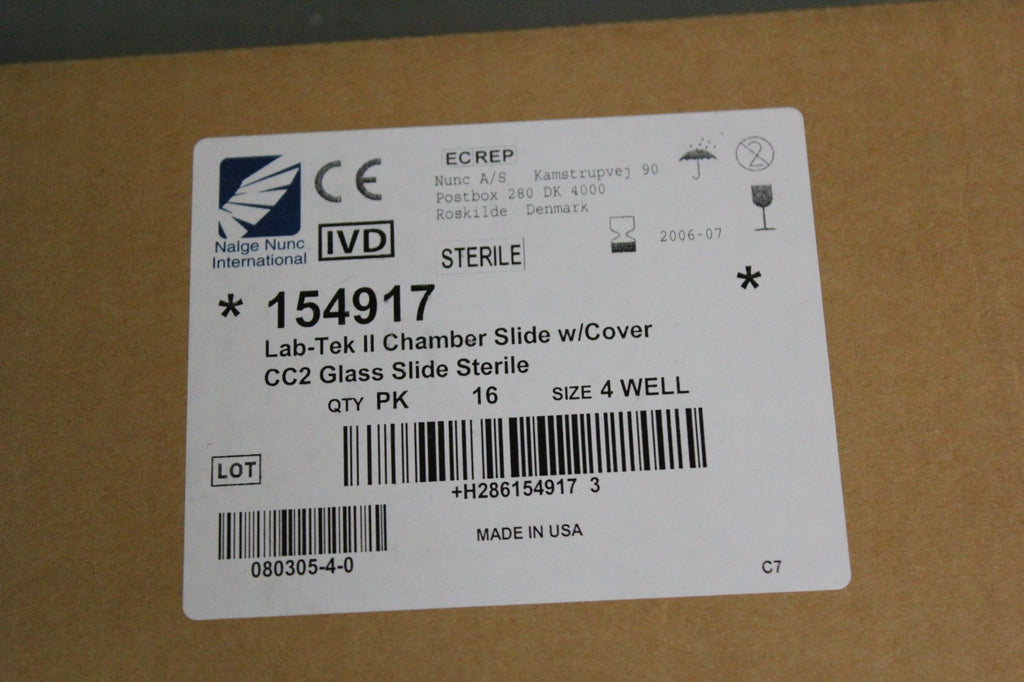 Nalge Nunc
International
CE
IVD
EC REP
Nunc A/S Kamstrupvej 90
Postbox 280 DK 4000
Roskilde Denmark
2
2006-07
STERILE
* 154917 *
Lab-Tek II Chamber Slide w/Cover
CC2 Glass Slide Sterile
QTY PK 16 SIZE 4 WELL
+H286154917 3
LOT
080305-4-0
MADE IN USA
C7